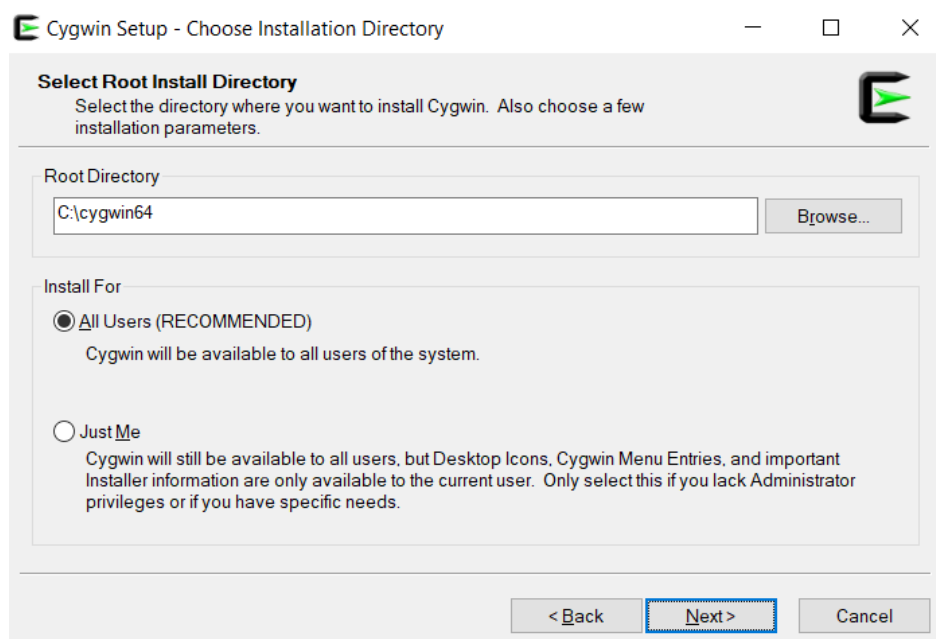 Cygwin Setup - Choose Installation Directory
Select Root Install Directory
Select the directory where you want to install Cygwin. Also choose a few
installation parameters.
Root Directory
C:\cygwin64
Browse...
Install For
All Users (RECOMMENDED)
Cygwin will be available to all users of the system.
Just Me
Cygwin will still be available to all users, but Desktop Icons, Cygwin Menu Entries, and important
Installer information are only available to the current user. Only select this if you lack Administrator
privileges or if you have specific needs.
< Back
Next >
Cancel